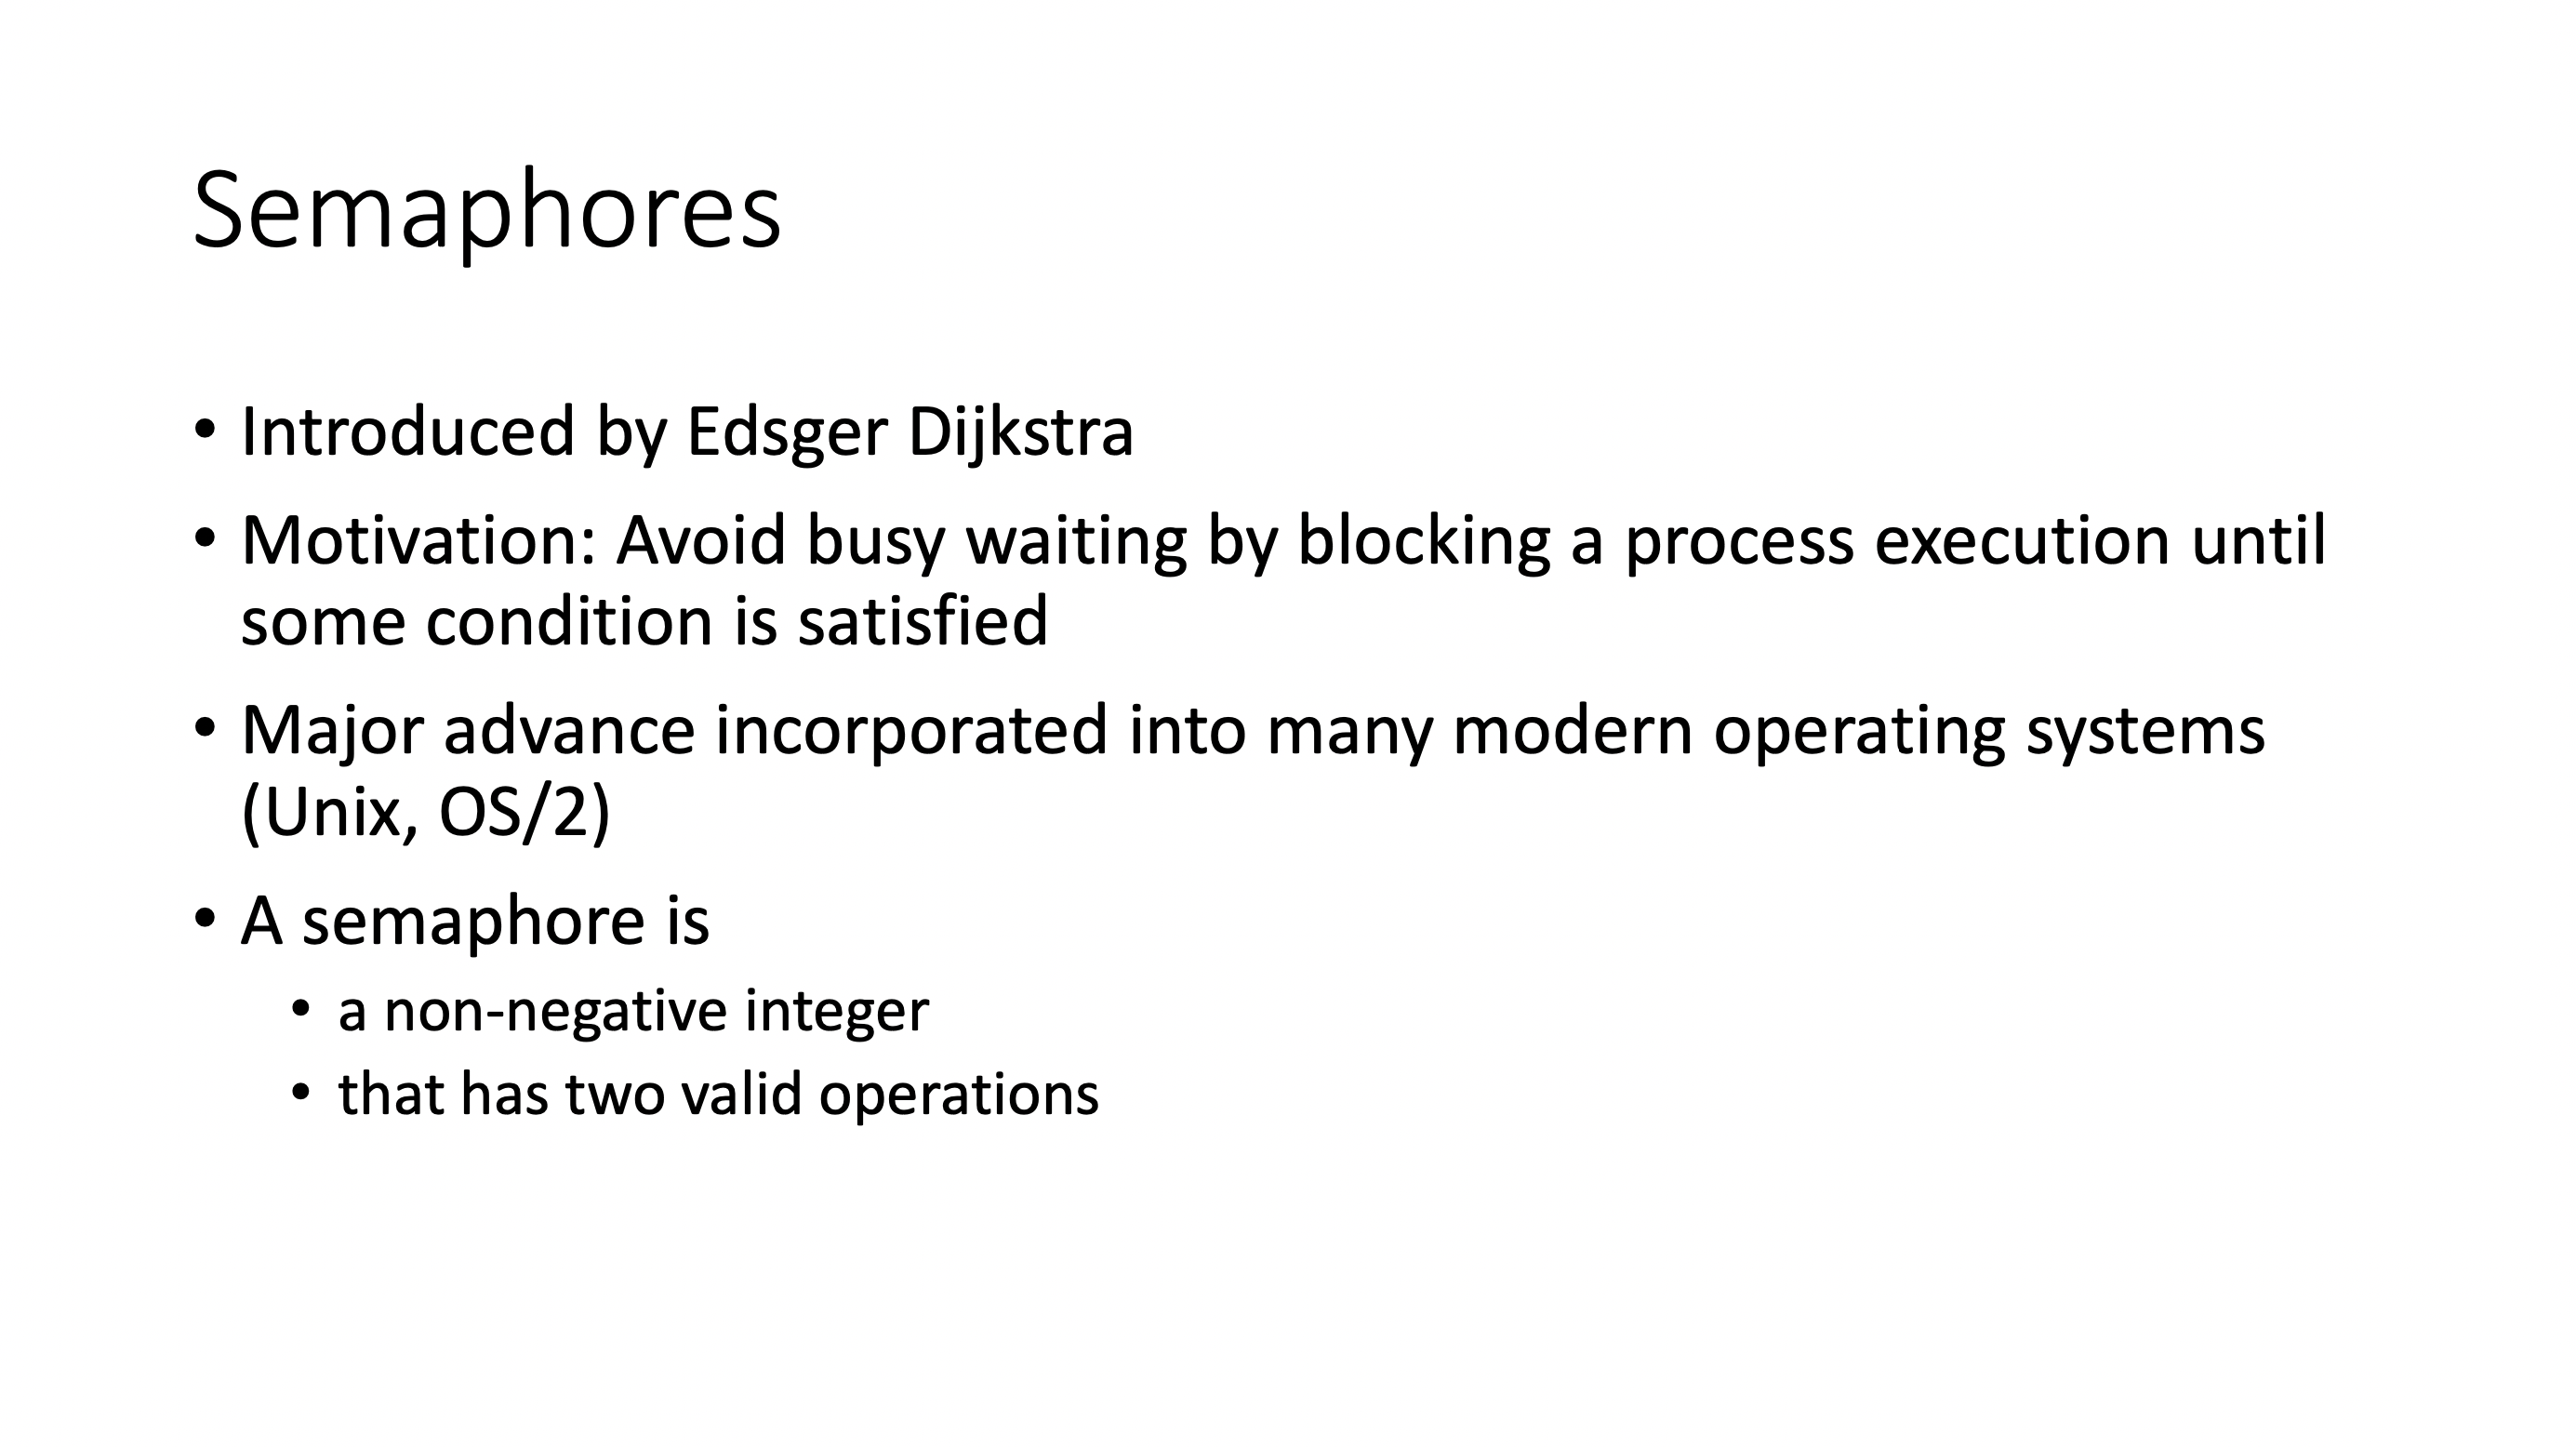 Semaphores
• Introduced by Edsger Dijkstra
• Motivation: Avoid busy waiting by blocking a process execution until
some condition is satisfied
• Major advance incorporated into many modern operating systems
(Unix, OS/2)
• A semaphore is
• a non-negative integer
• that has two valid operations